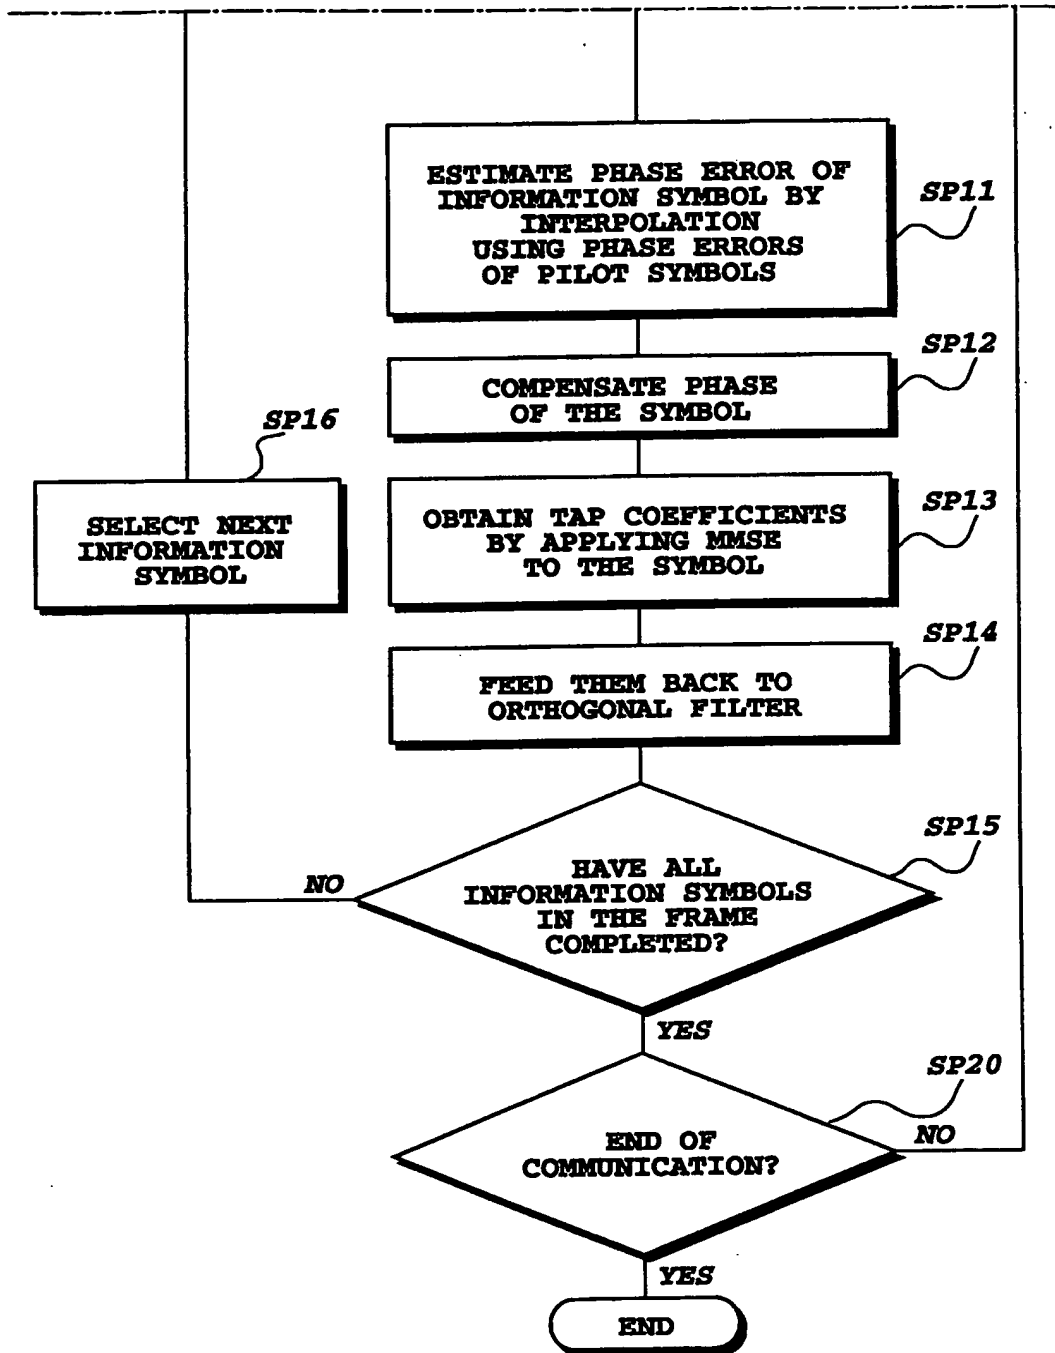 ESTIMATE PHASE ERROR OF
INFORMATION SYMBOL BY
INTERPOLATION
USING PHASE ERRORS
OF PILOT SYMBOLS
SP11
COMPENSATE PHASE
OF THE SYMBOL
SP12
SP16
SELECT NEXT
INFORMATION
SYMBOL
OBTAIN TAP COEFFICIENTS
BY APPLYING MMSE
TO THE SYMBOL
SP13
FEED THEM BACK TO
ORTHOGONAL FILTER
SP14
HAVE ALL
INFORMATION SYMBOLS
IN THE FRAME
COMPLETED?
SP15
NO
YES
END OF
COMMUNICATION?
SP20
NO
YES
END